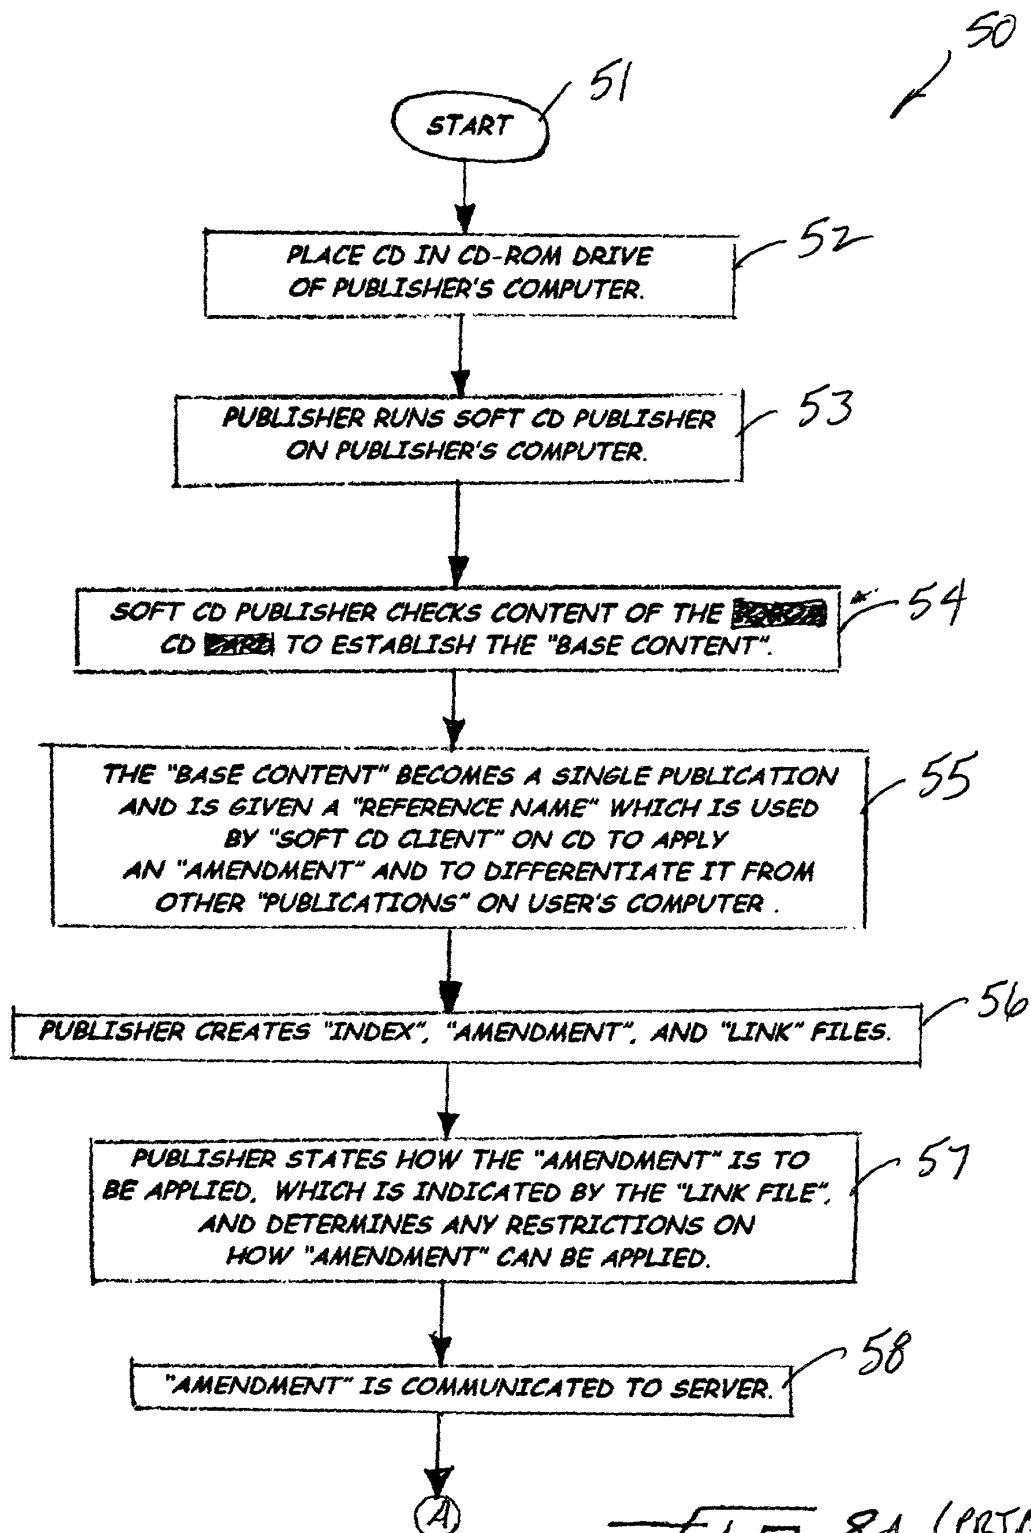 50
51
START
52
PLACE CD IN CD-ROM DRIVE
OF PUBLISHER'S COMPUTER.
53
PUBLISHER RUNS SOFT CD PUBLISHER
ON PUBLISHER'S COMPUTER.
54
SOFT CD PUBLISHER CHECKS CONTENT OF THE
CD TO ESTABLISH THE "BASE CONTENT".
55
THE "BASE CONTENT" BECOMES A SINGLE PUBLICATION
AND IS GIVEN A "REFERENCE NAME" WHICH IS USED
BY "SOFT CD CLIENT" ON CD TO APPLY
AN "AMENDMENT" AND TO DIFFERENTIATE IT FROM
OTHER "PUBLICATIONS" ON USER'S COMPUTER .
56
PUBLISHER CREATES "INDEX", "AMENDMENT", AND "LINK" FILES.
57
PUBLISHER STATES HOW THE "AMENDMENT" IS TO
BE APPLIED, WHICH IS INDICATED BY THE "LINK FILE",
AND DETERMINES ANY RESTRICTIONS ON
HOW "AMENDMENT" CAN BE APPLIED.
58
"AMENDMENT" IS COMMUNICATED TO SERVER.
A
8A